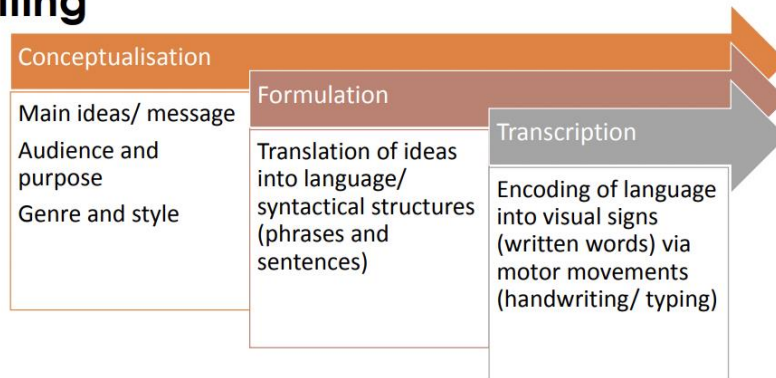 Conceptualisation
Main ideas/ message
Audience and
purpose
Genre and style
Formulation
Translation of ideas
into language/
syntactical structures
(phrases and
sentences)
Transcription
Encoding of language
into visual signs
(written words) via
motor movements
(handwriting/ typing)